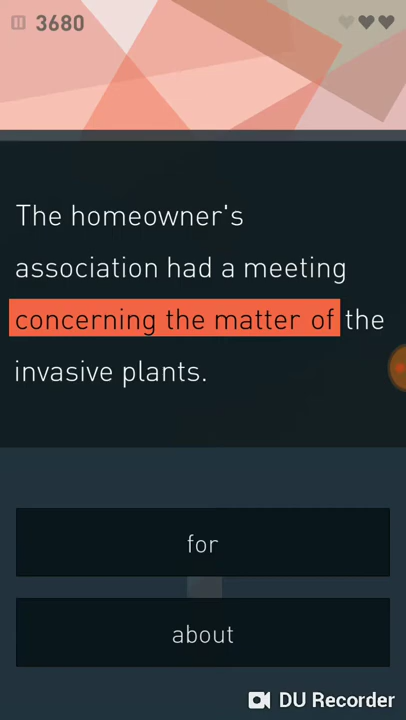 3680
The homeowner's
association had a meeting
concerning the matter of the
invasive plants.
for
about
DU Recorder